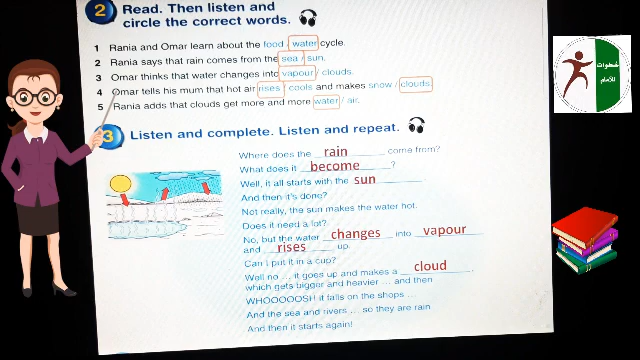 2 Read. Then listen and
circle the correct words.
1 Rania and Omar learn about the food / water cycle.
2 Rania says that rain comes from the sea / sun.
3 Omar thinks that water changes into vapour / clouds.
4 Omar tells his mum that hot air rises / cools and makes snow / clouds.
5 Rania adds that clouds get more and more water / air.
3 Listen and complete. Listen and repeat.
Where does the rain come from?
What does it become ?
Well, it all starts with the sun
And then it's done?
Not really, the sun makes the water hot.
Does it need a lot?
No, but the water changes into vapour
and rises up.
Can I put it in a cup?
Well no ... it goes up and makes a cloud ,
which gets bigger and heavier ... and then
WHOOOOOSH it falls on the shops ...
And the sea and rivers ... so they are rain
And then it starts again!
خطوات
للأمام